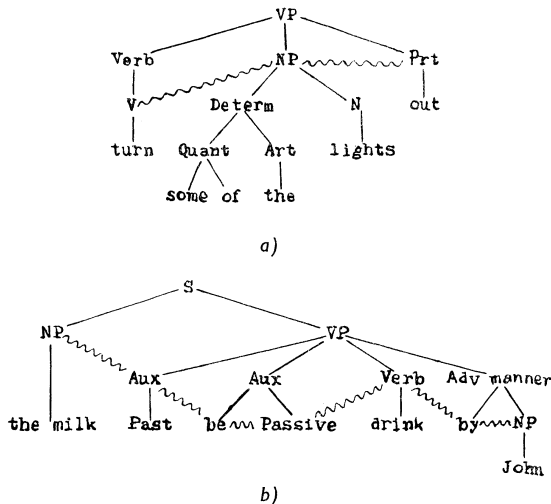 VP
Verb NP Prt
V Determ N out
turn Quant Art lights
some of the
a)
S
NP VP
Aux Aux Verb Adv manner
the milk Past be Passive drink by NP
John
b)